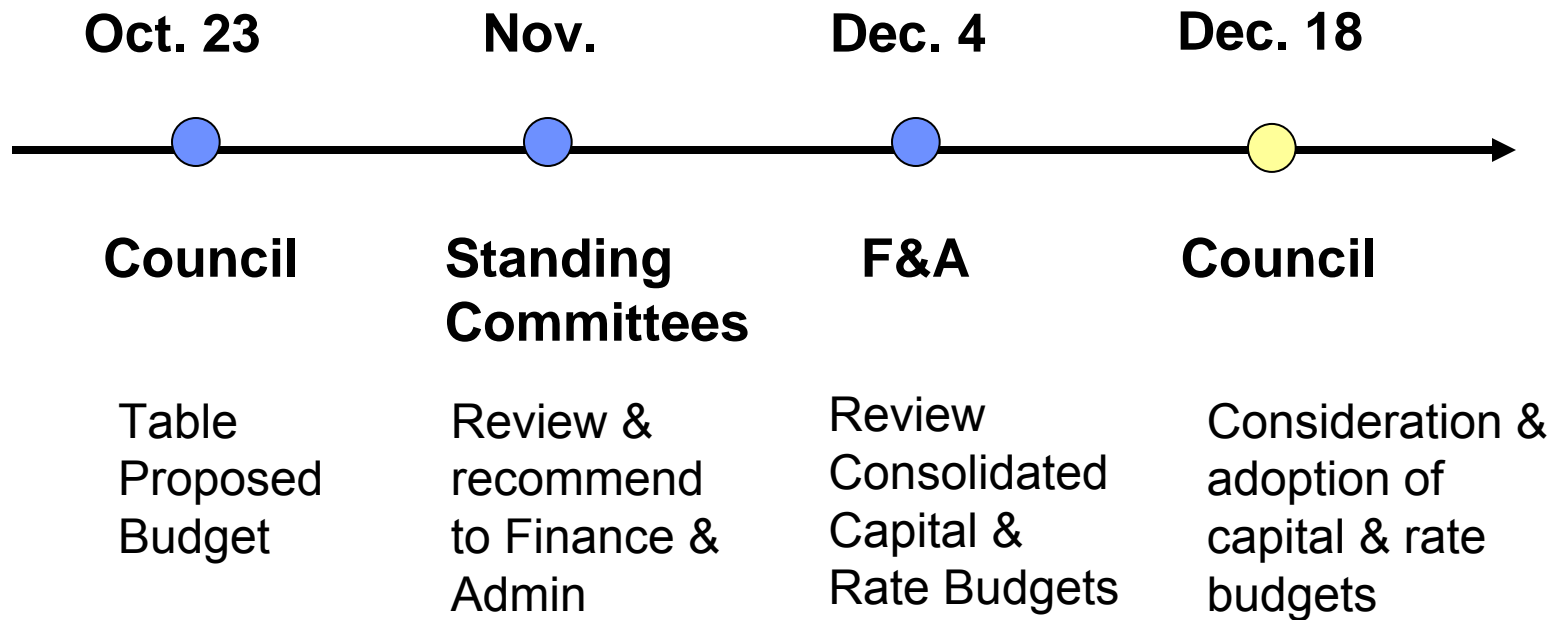 Oct. 23
Nov.
Dec. 4
Dec. 18
Council
Standing
Committees
F&A
Council
Table
Proposed
Budget
Review &
recommend
to Finance &
Admin
Review
Consolidated
Capital &
Rate Budgets
Consideration &
adoption of
capital & rate
budgets